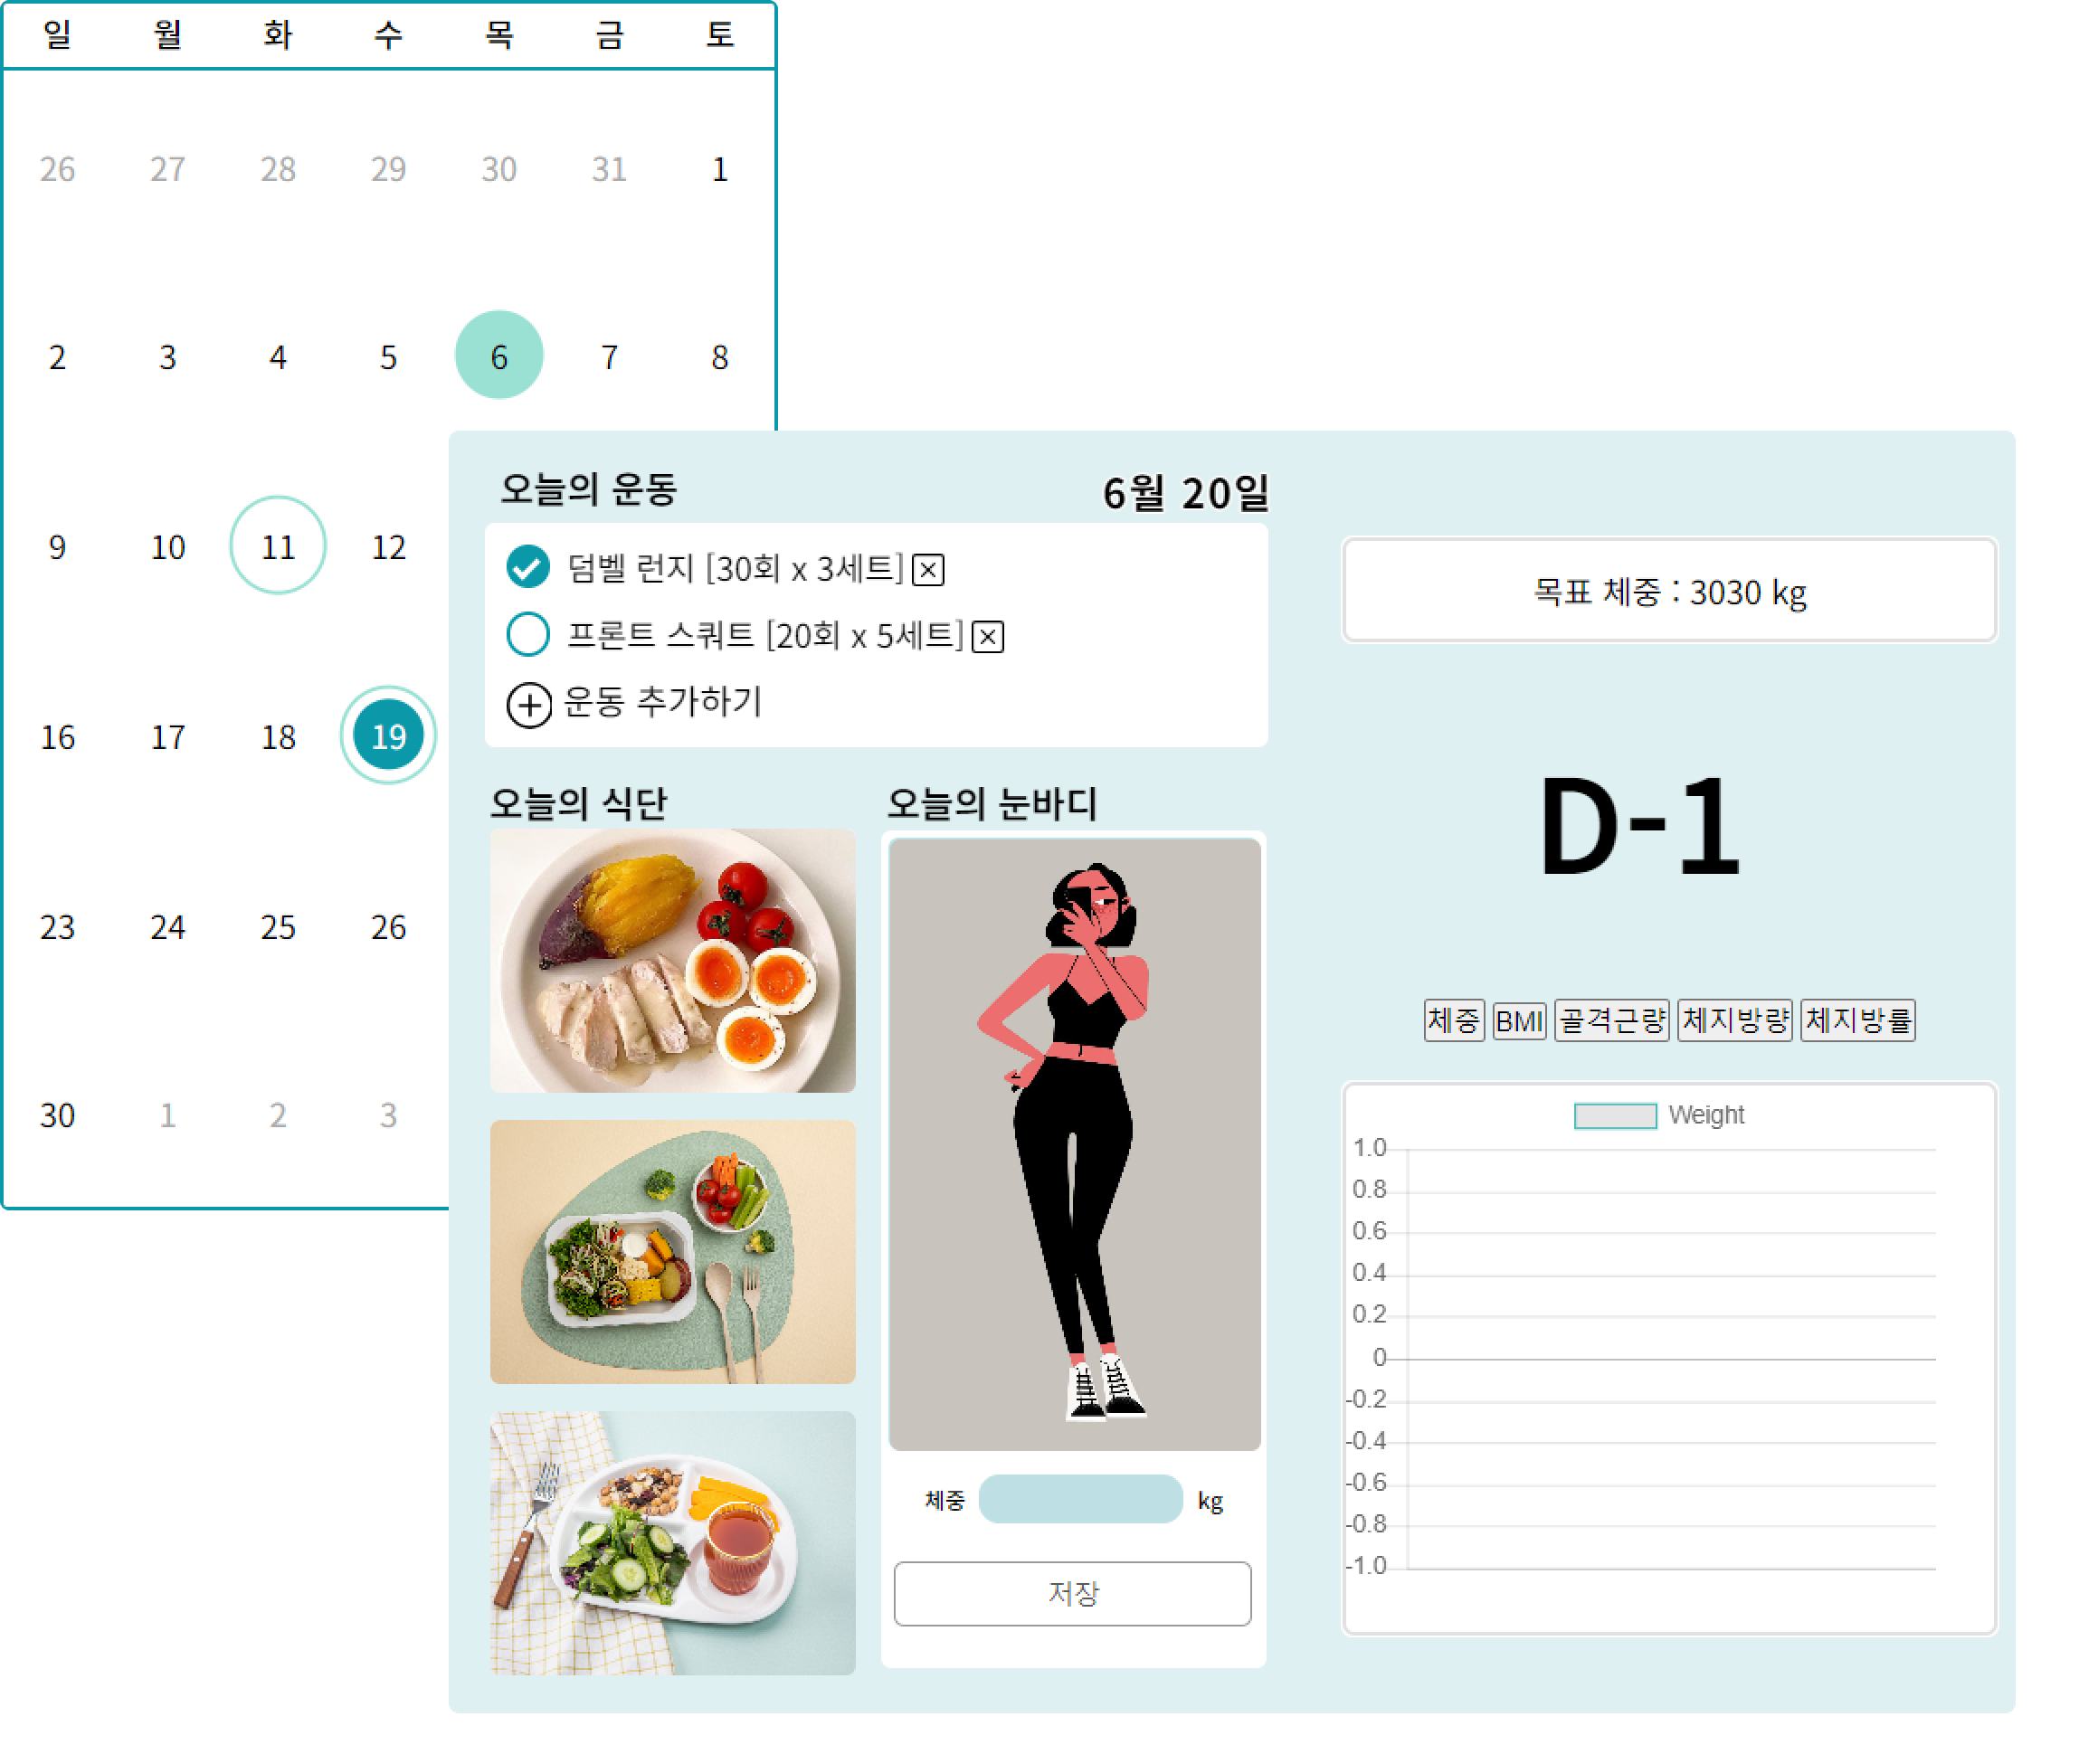 일 월 화 수 목 금 토
26 27 28 29 30 31 1
2 3 4 5 6 7 8
9 10 11 12
16 17 18 19
23 24 25 26
30 1 2 3
오늘의 운동
6월 20일
덤벨 런지 [30회 x 3세트]
프론트 스쿼트 [20회 x 5세트]
운동 추가하기
오늘의 식단
오늘의 눈바디
체중 kg
저장
목표 체중 : 3030 kg
D-1
체중 BMI 골격근량 체지방량 체지방률
Weight
1.0
0.8
0.6
0.4
0.2
0
-0.2
-0.4
-0.6
-0.8
-1.0